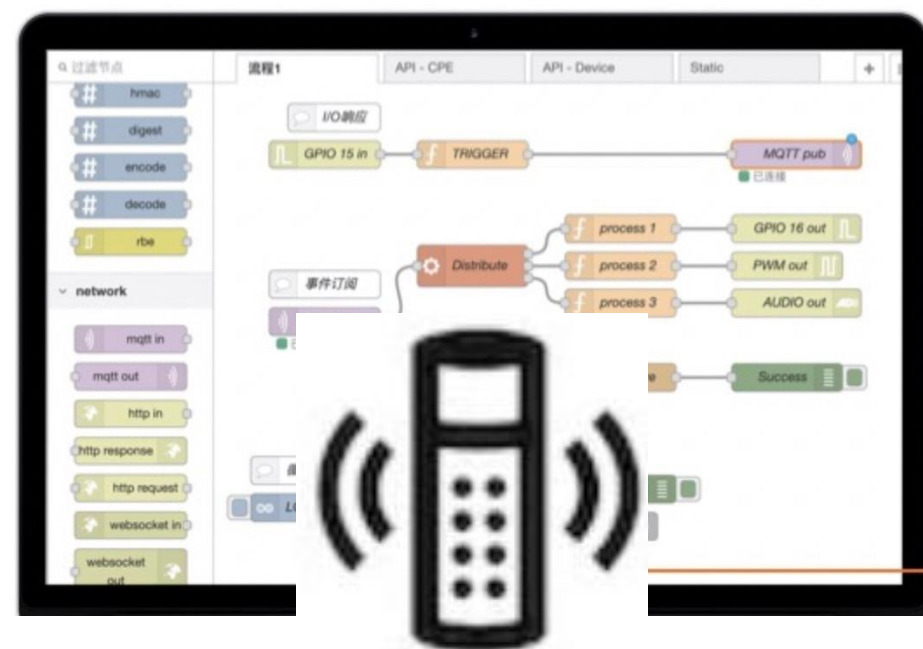 过滤节点
流程1
API - CPE
API - Device
Static
+
hmac
digest
encode
decode
rbe
network
mqtt in
mqtt out
http in
http response
http request
websocket in
websocket
out
I/O响应
GPIO 15 in
TRIGGER
MQTT pub
已连接
Distribute
process 1
GPIO 16 out
process 2
PWM out
事件订阅
process 3
AUDIO out
Success